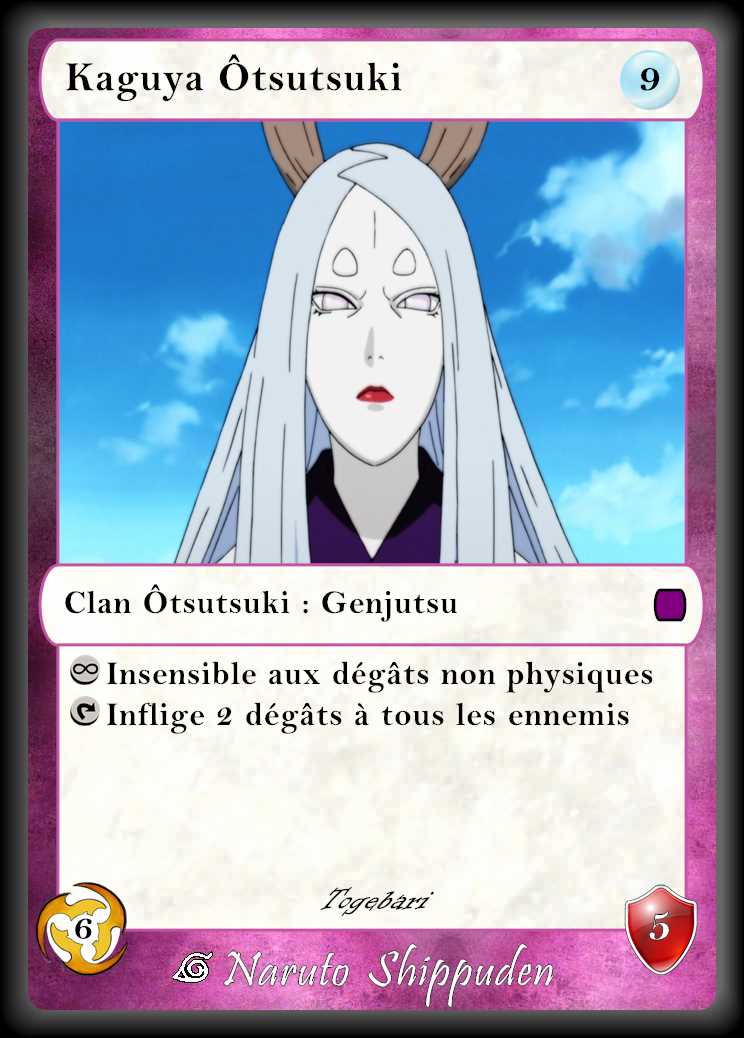 Kaguya Ôtsutsuki
9
Clan Ôtsutsuki : Genjutsu
∞ Insensible aux dégâts non physiques
Inflige 2 dégâts à tous les ennemis
Togebari
6
5
Naruto Shippuden